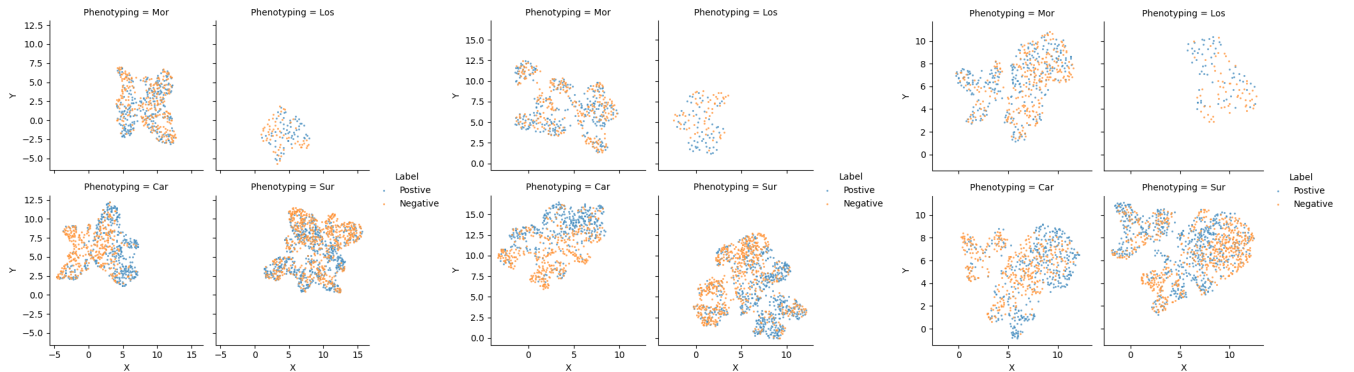 Phenotyping = Mor
Phenotyping = Los
12.5
10.0
7.5
5.0
2.5
0.0
−2.5
−5.0
Y
Phenotyping = Car
Phenotyping = Sur
12.5
10.0
7.5
5.0
2.5
0.0
−2.5
−5.0
Y
−5
0
5
10
15
X
−5
0
5
10
15
X
Label
Postive
Negative
Phenotyping = Mor
Phenotyping = Los
15.0
12.5
10.0
7.5
5.0
2.5
0.0
Y
Phenotyping = Car
Phenotyping = Sur
15.0
12.5
10.0
7.5
5.0
2.5
0.0
Y
0
5
10
X
0
5
10
X
Label
Postive
Negative
Phenotyping = Mor
Phenotyping = Los
10
8
6
4
2
0
Y
Phenotyping = Car
Phenotyping = Sur
10
8
6
4
2
0
Y
0
5
10
X
0
5
10
X
Label
Postive
Negative